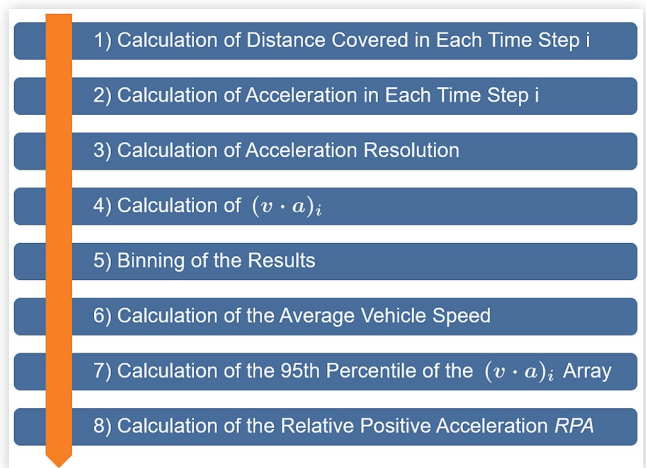 1) Calculation of Distance Covered in Each Time Step i
2) Calculation of Acceleration in Each Time Step i
3) Calculation of Acceleration Resolution
4) Calculation of (v · a)ᵢ
5) Binning of the Results
6) Calculation of the Average Vehicle Speed
7) Calculation of the 95th Percentile of the (v · a)ᵢ Array
8) Calculation of the Relative Positive Acceleration RPA